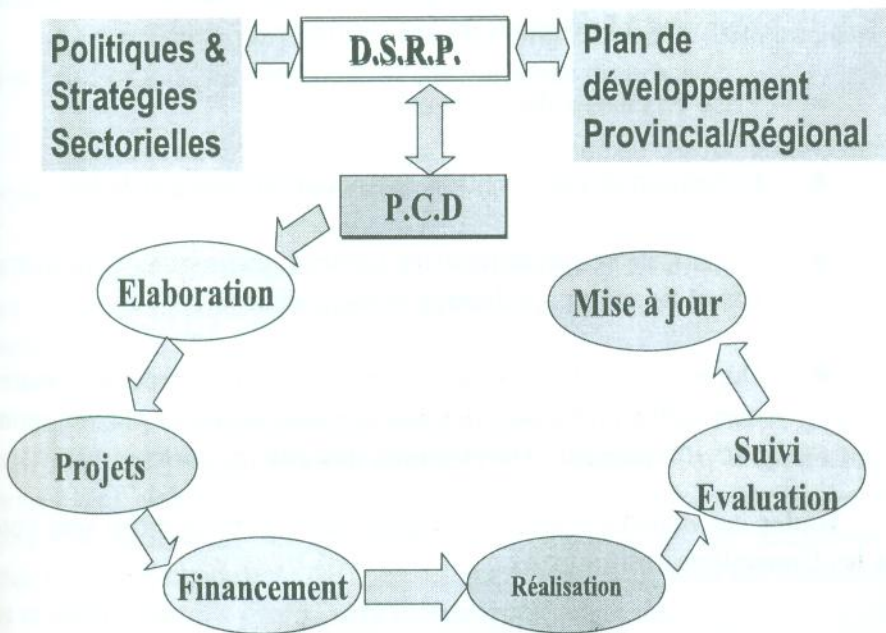 Politiques &
Stratégies
Sectorielles
D.S.R.P.
Plan de
développement
Provincial/Régional
P.C.D
Elaboration
Mise à jour
Projets
Suivi
Evaluation
Financement
Réalisation